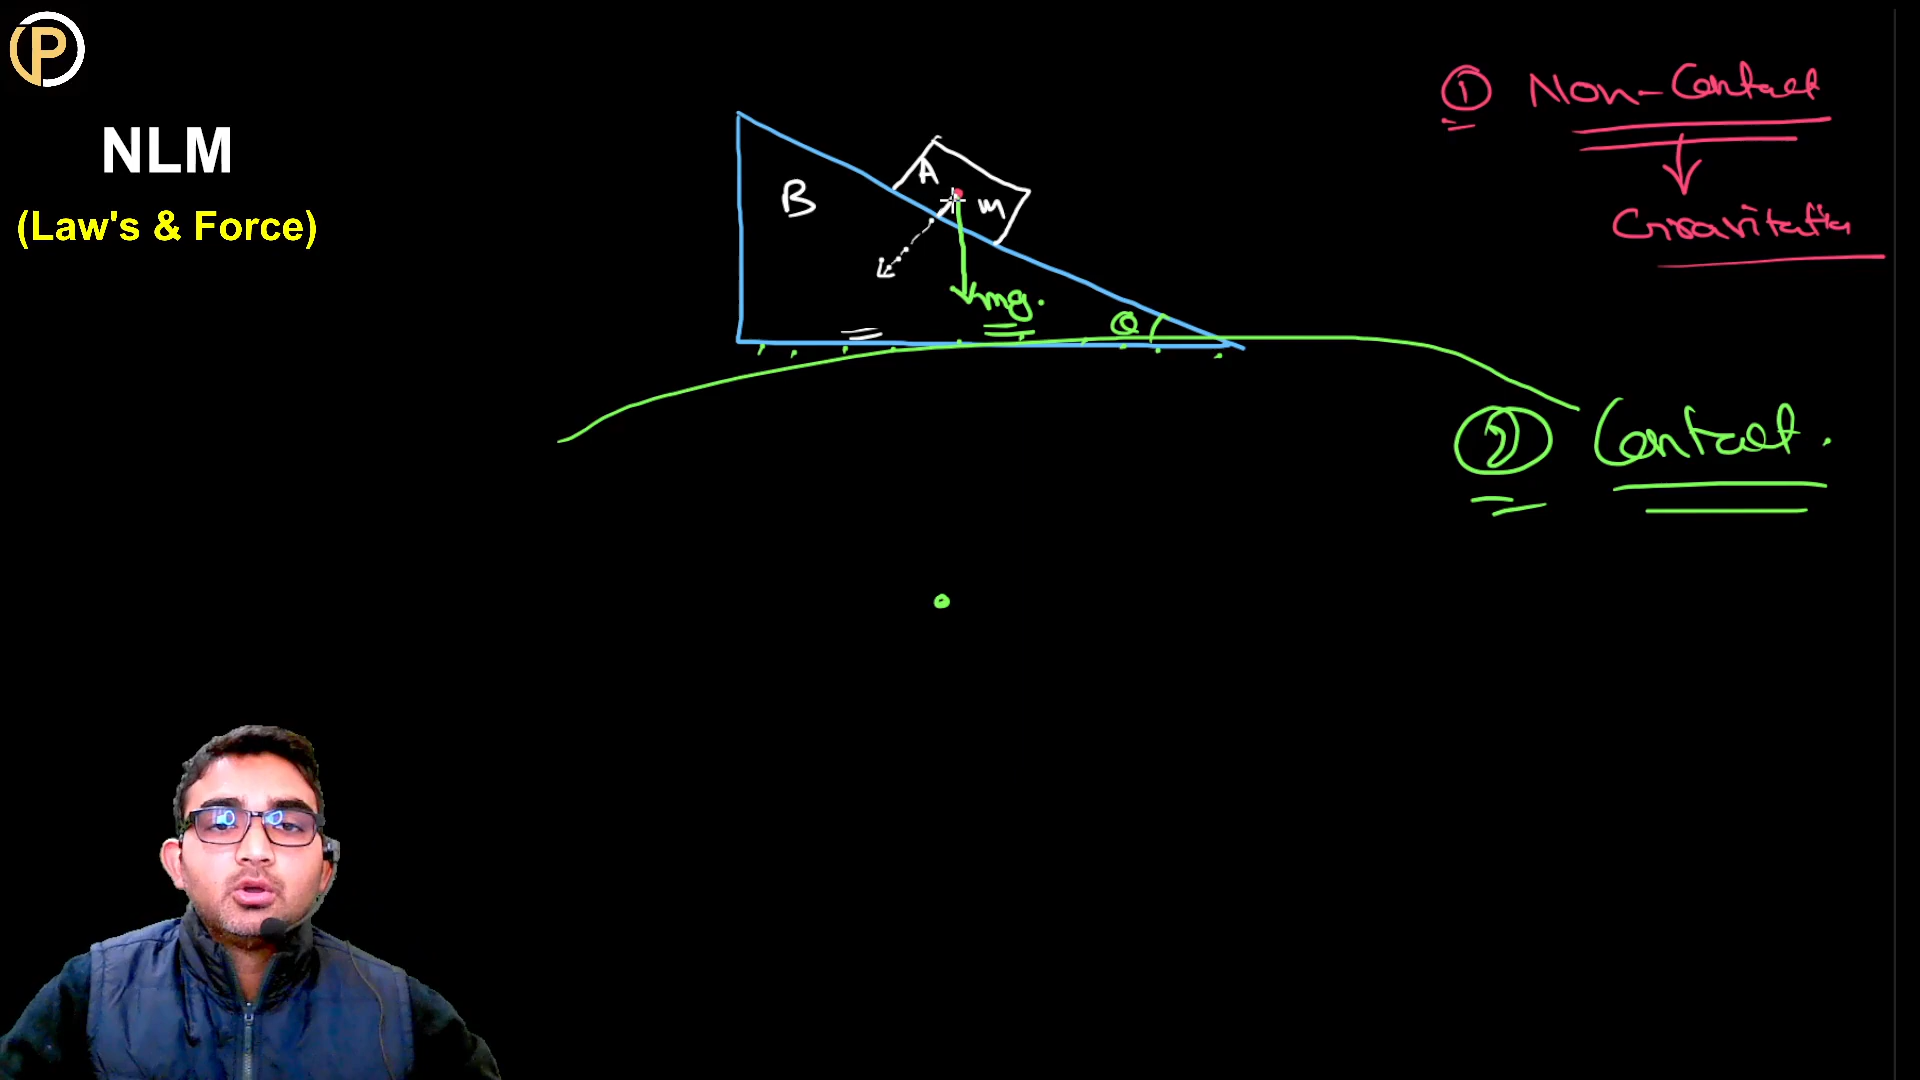 P
NLM
(Law's & Force)
① Non-Contact
Gravitation
A
B
m
mg.
θ
② Contact.